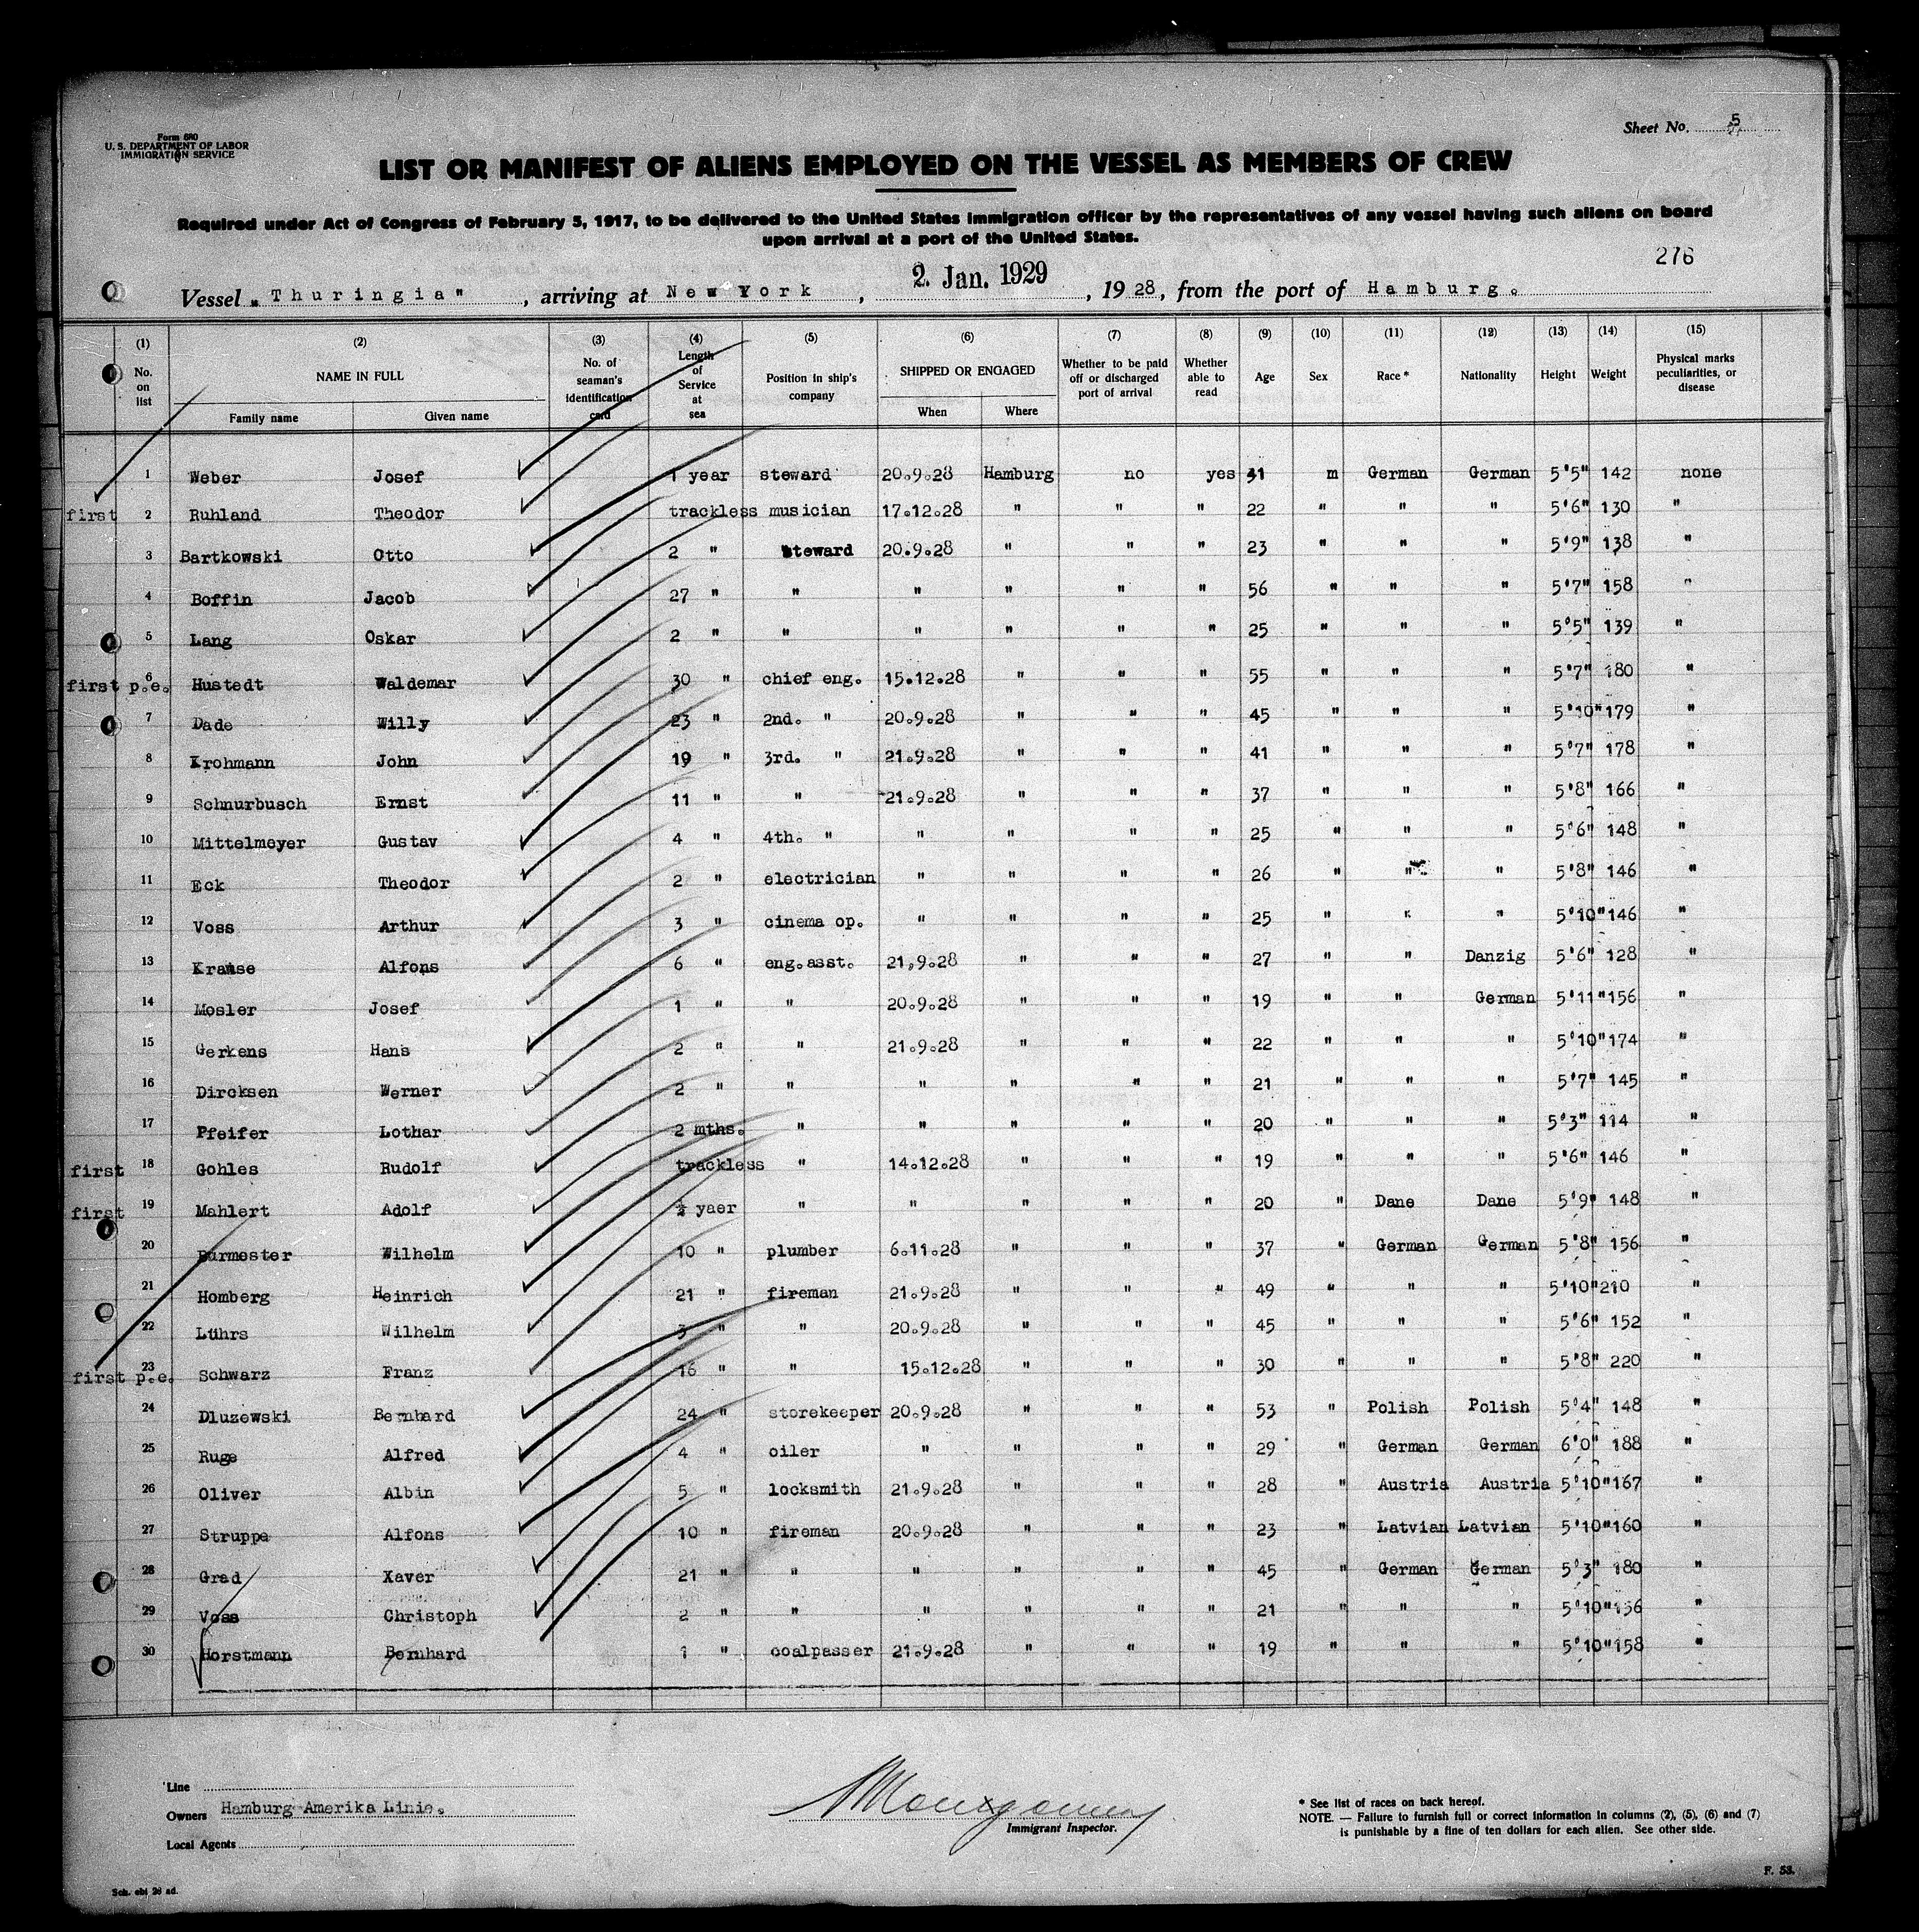 Form 680
U. S. DEPARTMENT OF LABOR
IMMIGRATION SERVICE
Sheet No. 5
LIST OR MANIFEST OF ALIENS EMPLOYED ON THE VESSEL AS MEMBERS OF CREW
Required under Act of Congress of February 5, 1917, to be delivered to the United States Immigration officer by the representatives of any vessel having such aliens on board
upon arrival at a port of the United States.
276
Vessel "Thuringia", arriving at New York, 2. Jan. 1929, 1928, from the port of Hamburg.
(1) (2) (3) (4) (5) (6) (7) (8) (9) (10) (11) (12) (13) (14) (15)
No. on list NAME IN FULL No. of seaman's identification card Length of Service at sea Position in ship's company SHIPPED OR ENGAGED Whether to be paid off or discharged port of arrival Whether able to read Age Sex Race * Nationality Height Weight Physical marks peculiarities, or disease
Family name Given name When Where
1 Weber Josef 1 year steward 20.9.28 Hamburg no yes 31 m German German 5'5" 142 none
first 2 Ruhland Theodor trackless musician 17.12.28 " " " 22 " " " 5'6" 130 "
3 Bartkowski Otto 2 " steward 20.9.28 " " " 23 " " " 5'9" 138 "
4 Boffin Jacob 27 " " " " " " 56 " " " 5'7" 158 "
5 Lang Oskar 2 " " " " " " 25 " " " 5'5" 139 "
first p.e. 6 Hustedt Waldemar 30 " chief eng. 15.12.28 " " " 55 " " " 5'7" 180 "
7 Dade Willy 23 " 2nd. " 20.9.28 " " " 45 " " " 5'10" 179 "
8 Krohmann John 19 " 3rd. " 21.9.28 " " " 41 " " " 5'7" 178 "
9 Schnurbusch Ernst 11 " " 21.9.28 " " " 37 " " " 5'8" 166 "
10 Mittelmeyer Gustav 4 " 4th. " " " " " 25 " " " 5'6" 148 "
11 Eck Theodor 2 " electrician " " " " 26 " " " 5'8" 146 "
12 Voss Arthur 3 " cinema op. " " " " 25 " " " 5'10" 146 "
13 Krause Alfons 6 " eng.asst. 21.9.28 " " " 27 " " Danzig 5'6" 128 "
14 Mosler Josef 1 " " 20.9.28 " " " 19 " " German 5'11" 156 "
15 Gerkens Hans 2 " " 21.9.28 " " " 22 " " " 5'10" 174 "
16 Dircksen Werner 2 " " " " " " 21 " " " 5'7" 145 "
17 Pfeifer Lothar 2 mths. " " " " " 20 " " " 5'3" 114 "
first 18 Gohles Rudolf trackless " 14.12.28 " " " 19 " " " 5'6" 146 "
first 19 Mahlert Adolf ½ yaer " " " " " 20 " Dane Dane 5'9" 148 "
20 Burmester Wilhelm 10 " plumber 6.11.28 " " " 37 " German German 5'8" 156 "
21 Homberg Heinrich 21 " fireman 21.9.28 " " " 49 " " " 5'10" 210 "
22 Lührs Wilhelm 3 " " 20.9.28 " " " 45 " " " 5'6" 152 "
first p.e. 23 Schwarz Franz 16 " " 15.12.28 " " " 30 " " " 5'8" 220 "
24 Dluzewski Bernhard 24 " storekeeper 20.9.28 " " " 53 " Polish Polish 5'4" 148 "
25 Ruge Alfred 4 " oiler " " " " 29 " German German 6'0" 188 "
26 Oliver Albin 5 " locksmith 21.9.28 " " " 28 " Austria Austria 5'10" 167 "
27 Struppe Alfons 10 " fireman 20.9.28 " " " 23 " Latvian Latvian 5'10" 160 "
28 Grad Xaver 21 " " " " " " 45 " German German 5'3" 180 "
29 Voss Christoph 2 " " " " " " 21 " " " 5'10" 156 "
30 Horstmann Bernhard 1 " coalpasser 21.9.28 " " " 19 " " " 5'10" 158 "
Line
Owners Hamburg-Amerika Linie.
Local Agents
Montgomery
Immigrant Inspector.
* See list of races on back hereof.
NOTE. — Failure to furnish full or correct information in columns (2), (5), (6) and (7)
is punishable by a fine of ten dollars for each alien. See other side.
F. 53.